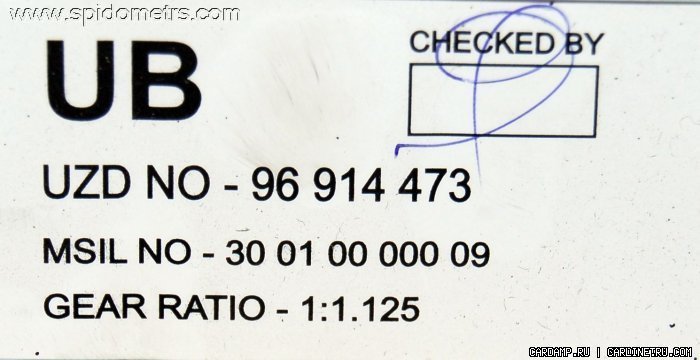 www.spidometrs.com
UB
CHECKED BY
UZD NO - 96 914 473
MSIL NO - 30 01 00 000 09
GEAR RATIO - 1:1.125
CARDAMP.RU | CARDINETRU.COM